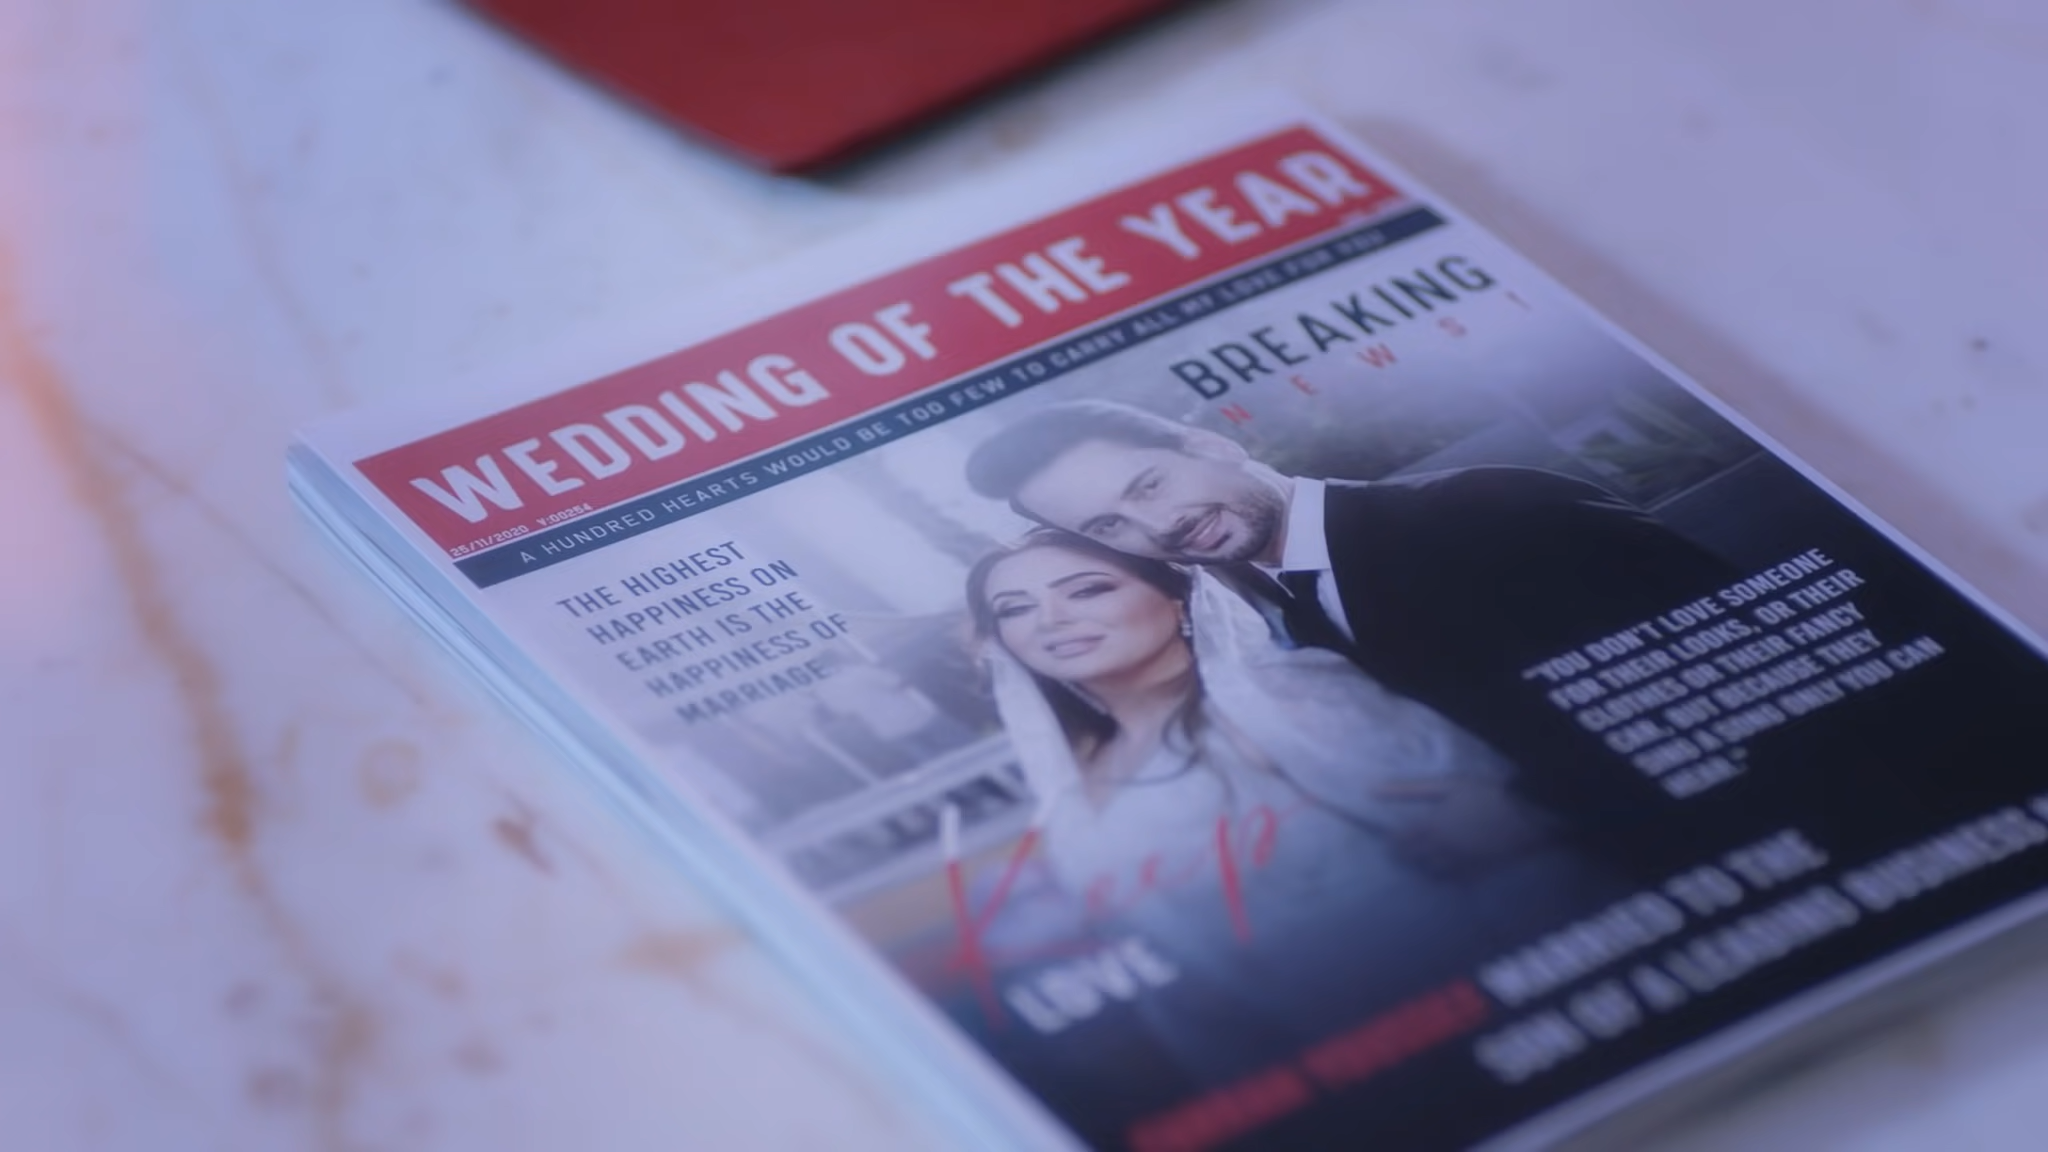 WEDDING OF THE YEAR
25/11/2020 Y:00254
A HUNDRED HEARTS WOULD BE TOO FEW TO CARRY ALL MY LOVE FOR YOU
BREAKING
NEWS!
THE HIGHEST
HAPPINESS ON
EARTH IS THE
HAPPINESS OF
MARRIAGE
"YOU DON'T LOVE SOMEONE
FOR THEIR LOOKS, OR THEIR
CLOTHES OR THEIR FANCY
CAR, BUT BECAUSE THEY
SING A SONG ONLY YOU CAN
HEAR."
Keep
LOVE
MARRIED TO THE
SON OF A LEADING BUSINESS